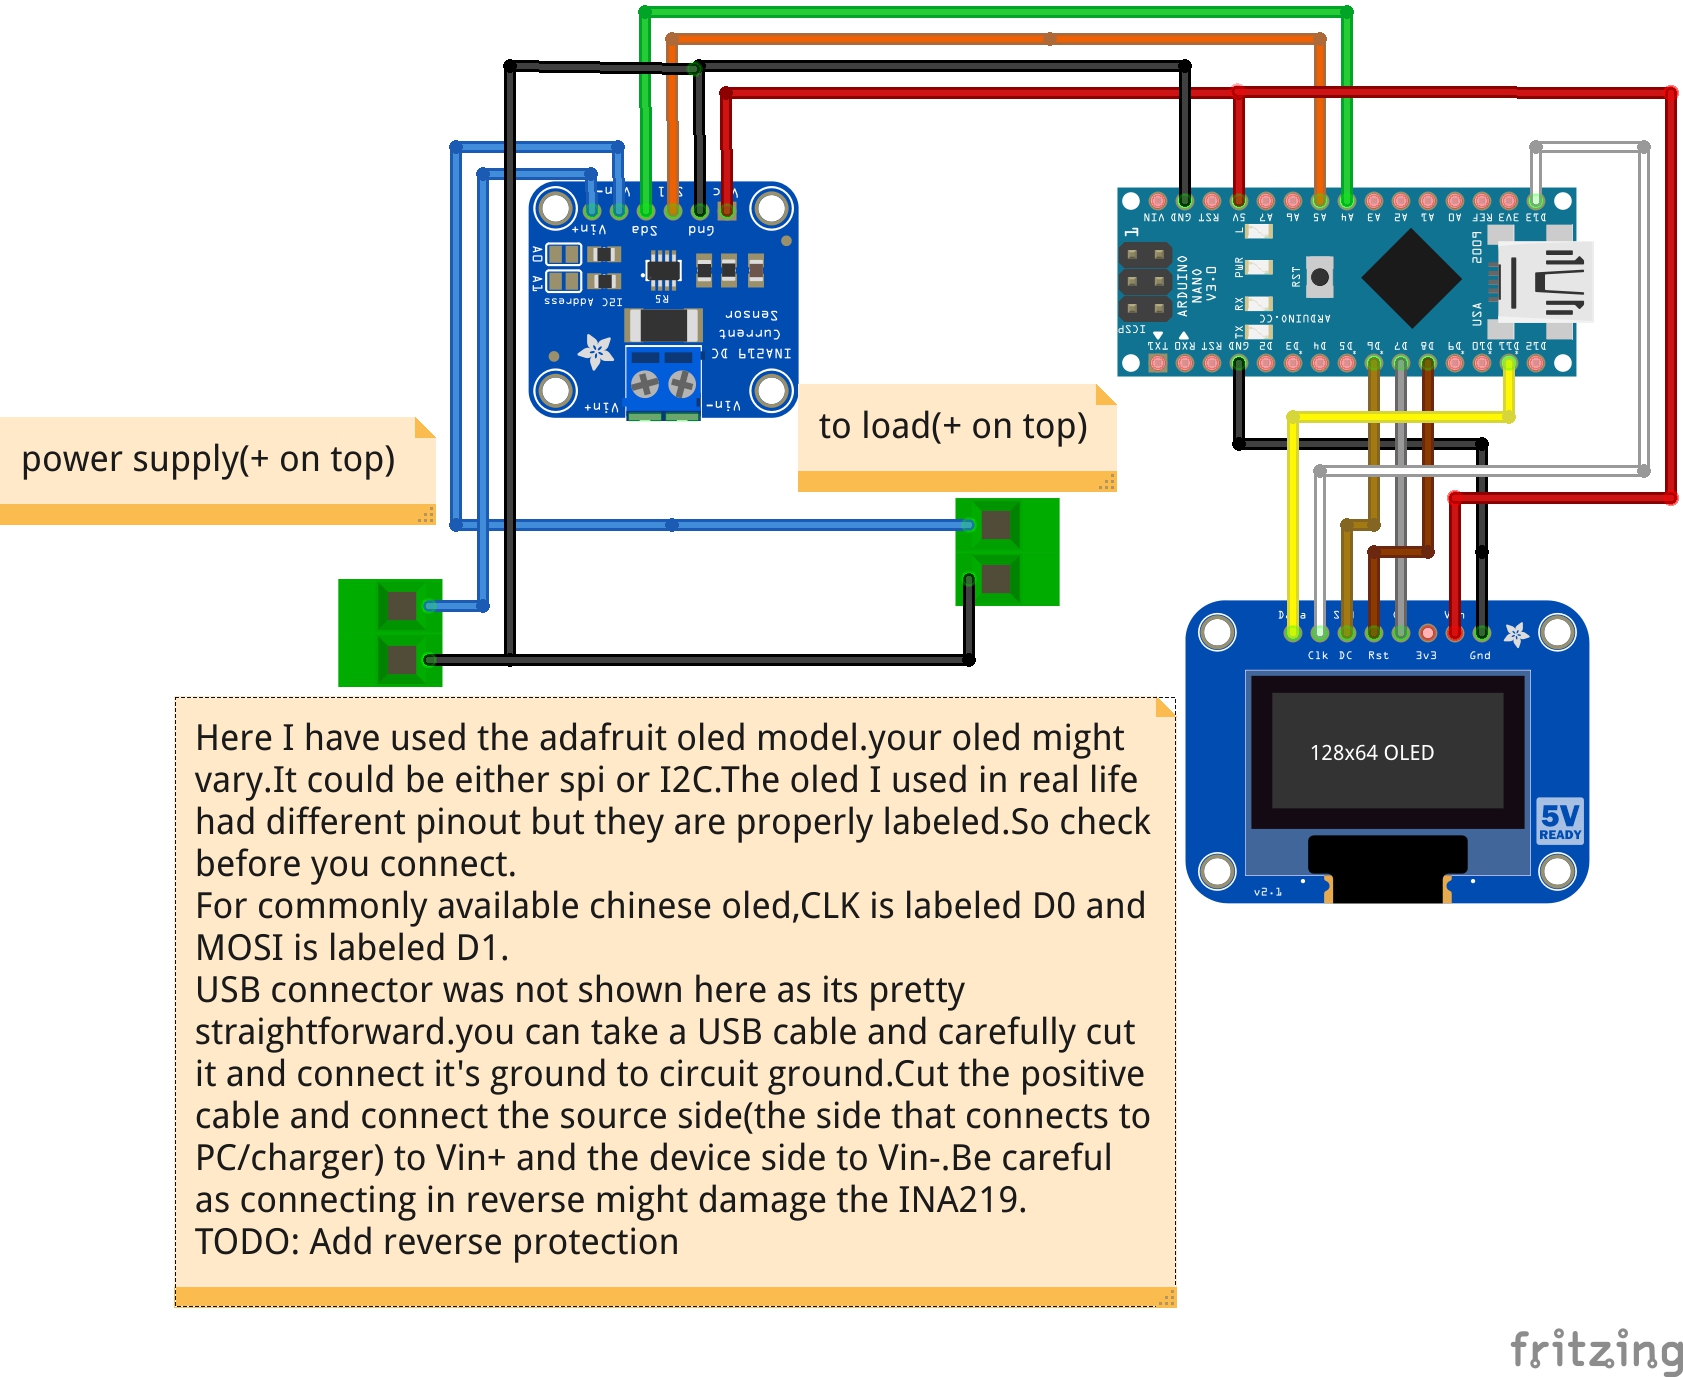 Vin-
Scl
Vcc
Vin+
Sda
Gnd
A0
A1
I2C Address
R5
INA219 DC
Current
Sensor
Vin+
Vin-
power supply(+ on top)
to load(+ on top)
VIN
GND
RST
5V
A7
A6
A5
A4
A3
A2
A1
A0
REF
3V3
D13
1
L
PWR
RX
TX
RST
ARDUINO
NANO
V3.0
ARDUINO.CC
ICSP
2009
USA
TX1
RX0
RST
GND
D2
D3
D4
D5
D6
D7
D8
D9
D10
D11
D12
Data
Clk
DC
Rst
3v3
Vin
Gnd
128x64 OLED
5V
READY
v2.1
Here I have used the adafruit oled model.your oled might
vary.It could be either spi or I2C.The oled I used in real life
had different pinout but they are properly labeled.So check
before you connect.
For commonly available chinese oled,CLK is labeled D0 and
MOSI is labeled D1.
USB connector was not shown here as its pretty
straightforward.you can take a USB cable and carefully cut
it and connect it's ground to circuit ground.Cut the positive
cable and connect the source side(the side that connects to
PC/charger) to Vin+ and the device side to Vin-.Be careful
as connecting in reverse might damage the INA219.
TODO: Add reverse protection
fritzing